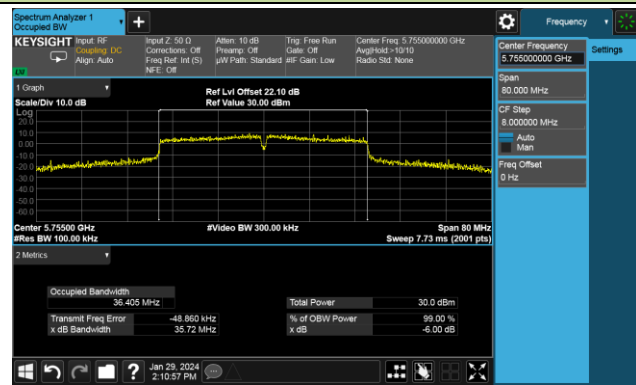 Spectrum Analyzer 1
Occupied BW
Frequency
KEYSIGHT
Input: RF
Coupling: DC
Align: Auto
Input Z: 50 Ω
Corrections: Off
Freq Ref: Int (S)
NFE: Off
Atten: 10 dB
Preamp: Off
µW Path: Standard
Trig: Free Run
Gate: Off
#IF Gain: Low
Center Freq: 5.755000000 GHz
Avg|Hold:>10/10
Radio Std: None
Center Frequency
5.755000000 GHz
Settings
Span
80.000 MHz
CF Step
8.000000 MHz
Auto
Man
Freq Offset
0 Hz
1 Graph
Scale/Div 10.0 dB
Ref Lvl Offset 22.10 dB
Ref Value 30.00 dBm
Log
20.0
10.0
0.00
-10.0
-20.0
-30.0
-40.0
-50.0
-60.0
Center 5.75500 GHz
#Res BW 100.00 kHz
#Video BW 300.00 kHz
Span 80 MHz
Sweep 7.73 ms (2001 pts)
2 Metrics
Occupied Bandwidth
36.405 MHz
Total Power 30.0 dBm
Transmit Freq Error -48.860 kHz
% of OBW Power 99.00 %
x dB Bandwidth 35.72 MHz
x dB -6.00 dB
Jan 29, 2024
2:10:57 PM